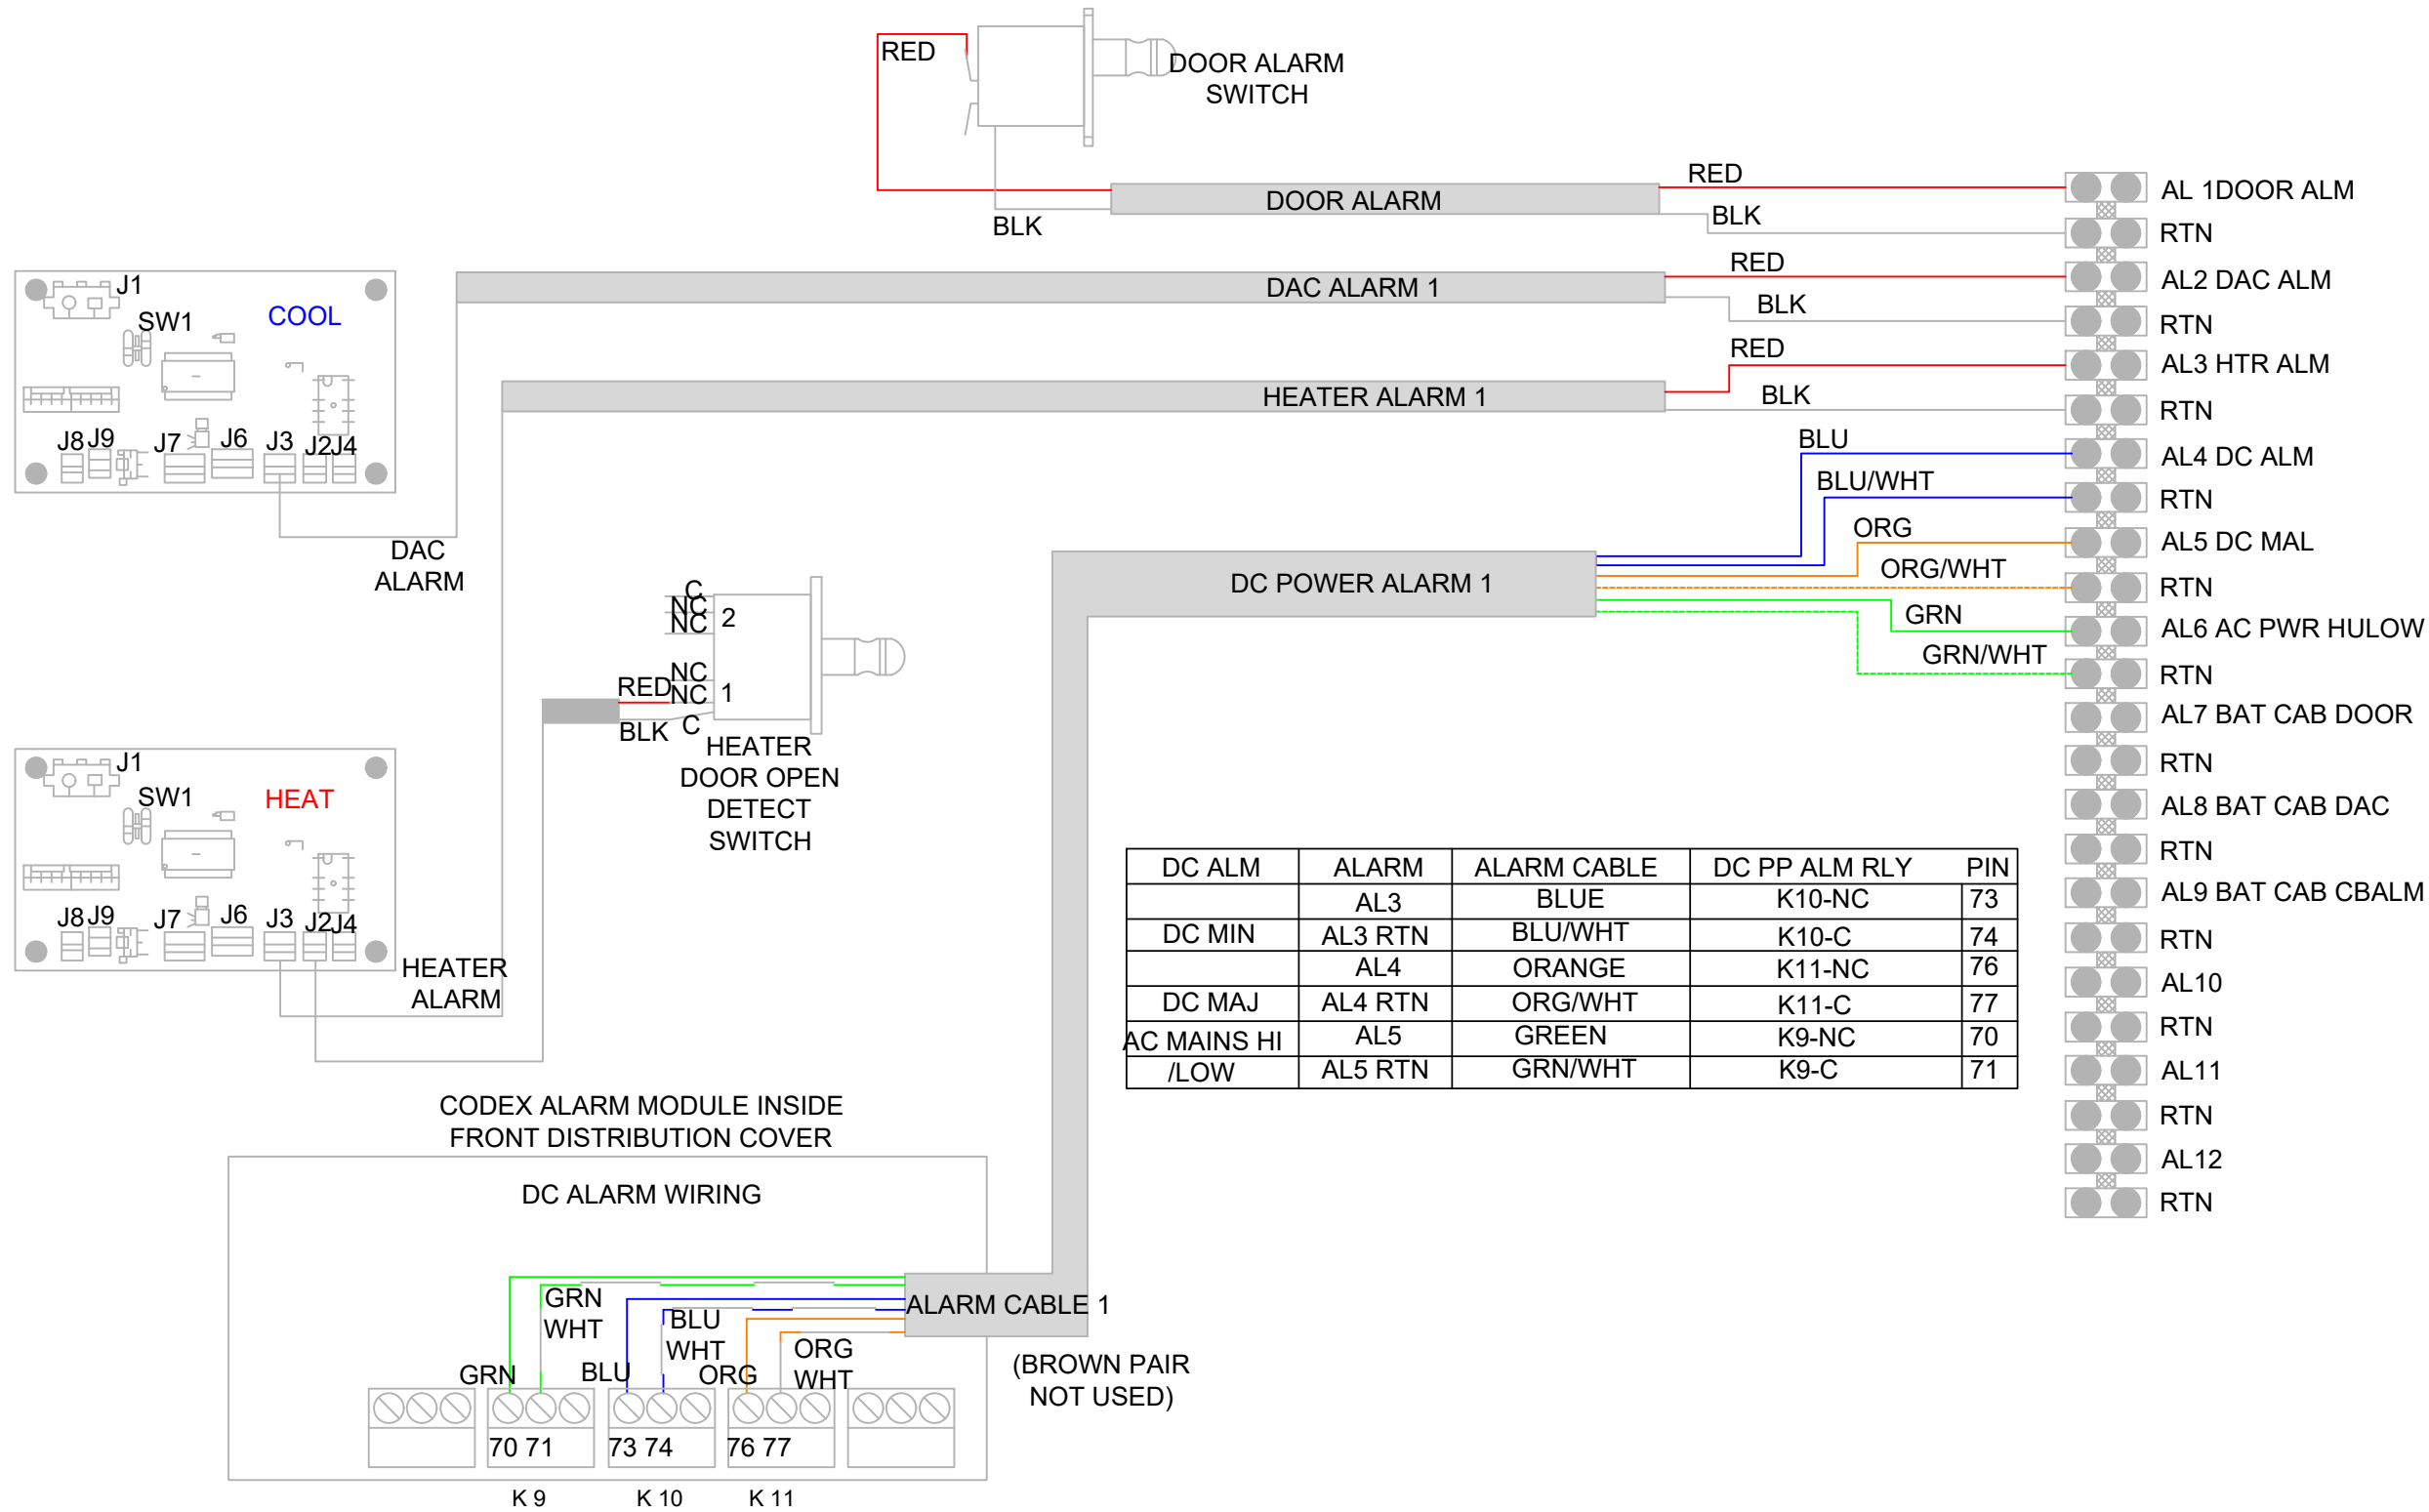 RED
DOOR ALARM
SWITCH
RED
DOOR ALARM
BLK
BLK
AL 1DOOR ALM
RTN
RED
DAC ALARM 1
BLK
AL2 DAC ALM
RTN
J1
SW1
COOL
J8
J9
J7
J6
J3
J2
J4
DAC
ALARM
RED
HEATER ALARM 1
BLK
AL3 HTR ALM
RTN
BLU
AL4 DC ALM
BLU/WHT
RTN
ORG
AL5 DC MAL
ORG/WHT
RTN
GRN
AL6 AC PWR HULOW
GRN/WHT
RTN
DC POWER ALARM 1
AL7 BAT CAB DOOR
RTN
AL8 BAT CAB DAC
RTN
AL9 BAT CAB CBALM
RTN
AL10
RTN
AL11
RTN
AL12
RTN
C
NC
NC
2
NC
NC
1
C
RED
BLK
HEATER
DOOR OPEN
DETECT
SWITCH
J1
SW1
HEAT
J8
J9
J7
J6
J3
J2
J4
HEATER
ALARM
DC ALM ALARM ALARM CABLE DC PP ALM RLY PIN
AL3 BLUE K10-NC 73
DC MIN AL3 RTN BLU/WHT K10-C 74
AL4 ORANGE K11-NC 76
DC MAJ AL4 RTN ORG/WHT K11-C 77
AC MAINS HI AL5 GREEN K9-NC 70
/LOW AL5 RTN GRN/WHT K9-C 71
CODEX ALARM MODULE INSIDE
FRONT DISTRIBUTION COVER
DC ALARM WIRING
ALARM CABLE 1
GRN
WHT
BLU
WHT
ORG
WHT
GRN
BLU
ORG
(BROWN PAIR
NOT USED)
70 71
73 74
76 77
K 9
K 10
K 11